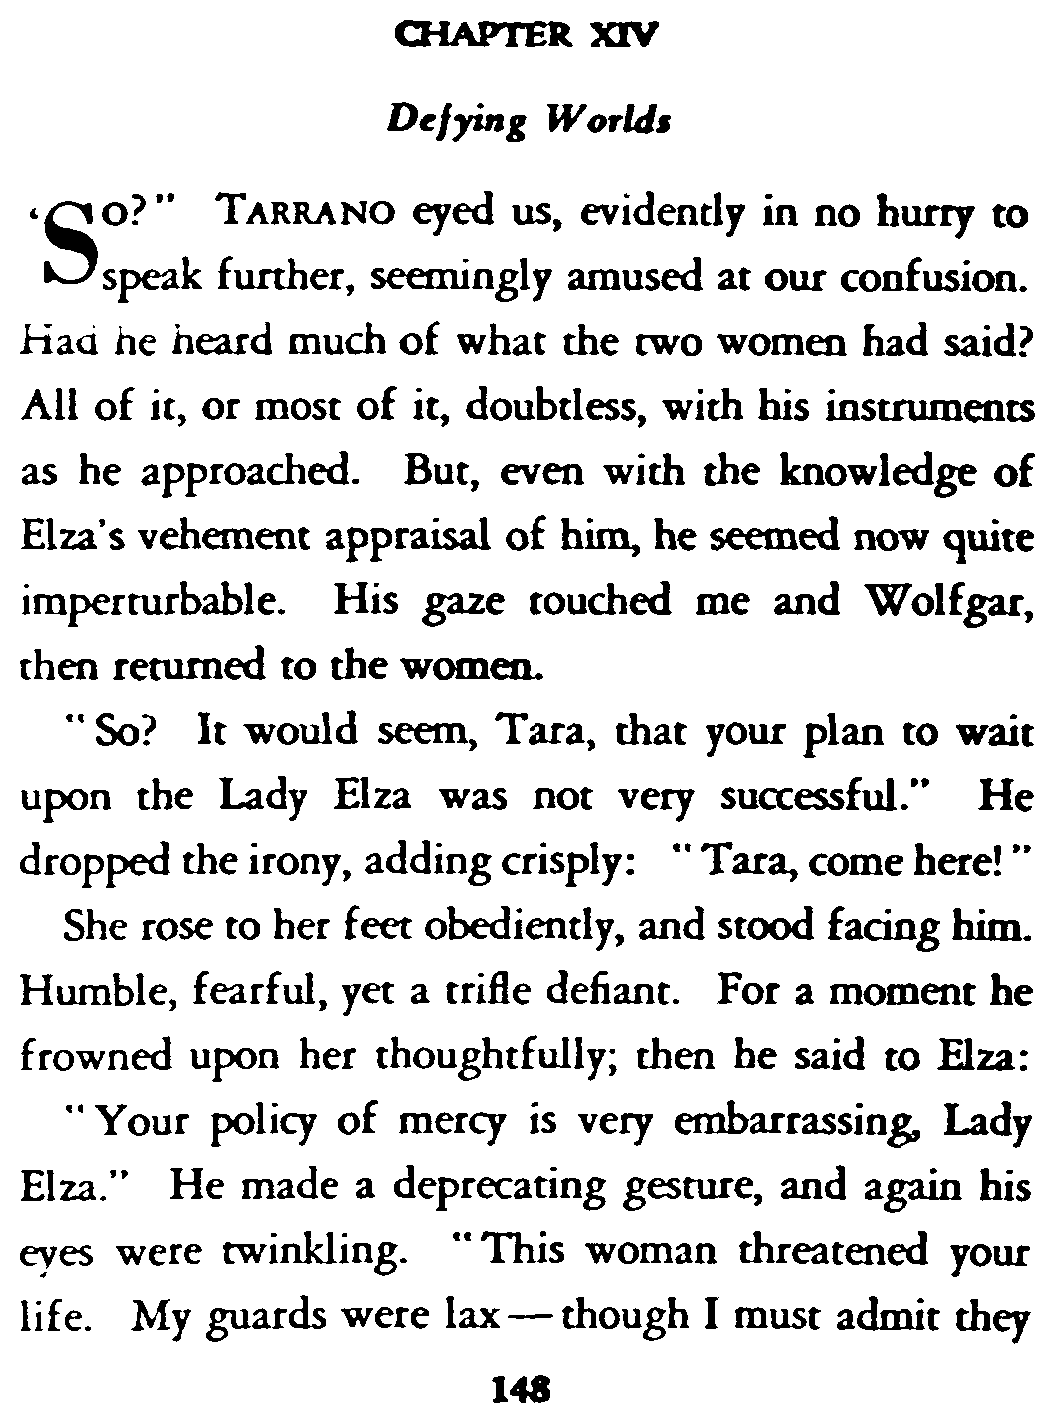 CHAPTER XIV
Defying Worlds
‘So?” TARRANO eyed us, evidently in no hurry to
speak further, seemingly amused at our confusion.
Had he heard much of what the two women had said?
All of it, or most of it, doubtless, with his instruments
as he approached. But, even with the knowledge of
Elza’s vehement appraisal of him, he seemed now quite
imperturbable. His gaze touched me and Wolfgar,
then returned to the women.
“So? It would seem, Tara, that your plan to wait
upon the Lady Elza was not very successful.” He
dropped the irony, adding crisply: “Tara, come here!”
She rose to her feet obediently, and stood facing him.
Humble, fearful, yet a trifle defiant. For a moment he
frowned upon her thoughtfully; then he said to Elza:
“Your policy of mercy is very embarrassing, Lady
Elza.” He made a deprecating gesture, and again his
eyes were twinkling. “This woman threatened your
life. My guards were lax—though I must admit they
148